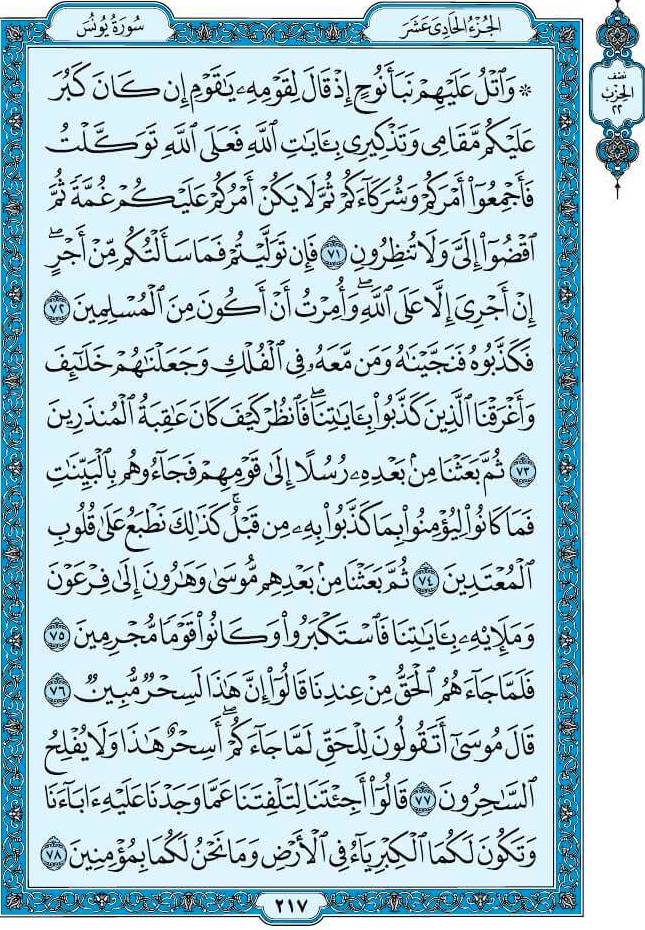 سُورَةُ يُونُسَ
الجُزْءُ الحَادِى عَشَرَ
نصف
الحِزْب
٢٢
۞ وَٱتْلُ عَلَيْهِمْ نَبَأَ نُوحٍ إِذْ قَالَ لِقَوْمِهِۦ يَٰقَوْمِ إِن كَانَ كَبُرَ
عَلَيْكُم مَّقَامِى وَتَذْكِيرِى بِـَٔايَٰتِ ٱللَّهِ فَعَلَى ٱللَّهِ تَوَكَّلْتُ
فَأَجْمِعُوٓا۟ أَمْرَكُمْ وَشُرَكَآءَكُمْ ثُمَّ لَا يَكُنْ أَمْرُكُمْ عَلَيْكُمْ غُمَّةً ثُمَّ
ٱقْضُوٓا۟ إِلَىَّ وَلَا تُنظِرُونِ ٧١ فَإِن تَوَلَّيْتُمْ فَمَا سَأَلْتُكُم مِّنْ أَجْرٍ ۖ
إِنْ أَجْرِىَ إِلَّا عَلَى ٱللَّهِ ۖ وَأُمِرْتُ أَنْ أَكُونَ مِنَ ٱلْمُسْلِمِينَ ٧٢
فَكَذَّبُوهُ فَنَجَّيْنَٰهُ وَمَن مَّعَهُۥ فِى ٱلْفُلْكِ وَجَعَلْنَٰهُمْ خَلَٰٓئِفَ
وَأَغْرَقْنَا ٱلَّذِينَ كَذَّبُوا۟ بِـَٔايَٰتِنَا ۖ فَٱنظُرْ كَيْفَ كَانَ عَٰقِبَةُ ٱلْمُنذَرِينَ
٧٣ ثُمَّ بَعَثْنَا مِنۢ بَعْدِهِۦ رُسُلًا إِلَىٰ قَوْمِهِمْ فَجَآءُوهُم بِٱلْبَيِّنَٰتِ
فَمَا كَانُوا۟ لِيُؤْمِنُوا۟ بِمَا كَذَّبُوا۟ بِهِۦ مِن قَبْلُ ۚ كَذَٰلِكَ نَطْبَعُ عَلَىٰ قُلُوبِ
ٱلْمُعْتَدِينَ ٧٤ ثُمَّ بَعَثْنَا مِنۢ بَعْدِهِم مُّوسَىٰ وَهَٰرُونَ إِلَىٰ فِرْعَوْنَ
وَمَلَإِي۟هِۦ بِـَٔايَٰتِنَا فَٱسْتَكْبَرُوا۟ وَكَانُوا۟ قَوْمًا مُّجْرِمِينَ ٧٥
فَلَمَّا جَآءَهُمُ ٱلْحَقُّ مِنْ عِندِنَا قَالُوٓا۟ إِنَّ هَٰذَا لَسِحْرٌ مُّبِينٌ ٧٦
قَالَ مُوسَىٰٓ أَتَقُولُونَ لِلْحَقِّ لَمَّا جَآءَكُمْ ۖ أَسِحْرٌ هَٰذَا وَلَا يُفْلِحُ
ٱلسَّٰحِرُونَ ٧٧ قَالُوٓا۟ أَجِئْتَنَا لِتَلْفِتَنَا عَمَّا وَجَدْنَا عَلَيْهِ ءَابَآءَنَا
وَتَكُونَ لَكُمَا ٱلْكِبْرِيَآءُ فِى ٱلْأَرْضِ وَمَا نَحْنُ لَكُمَا بِمُؤْمِنِينَ ٧٨
٢١٧